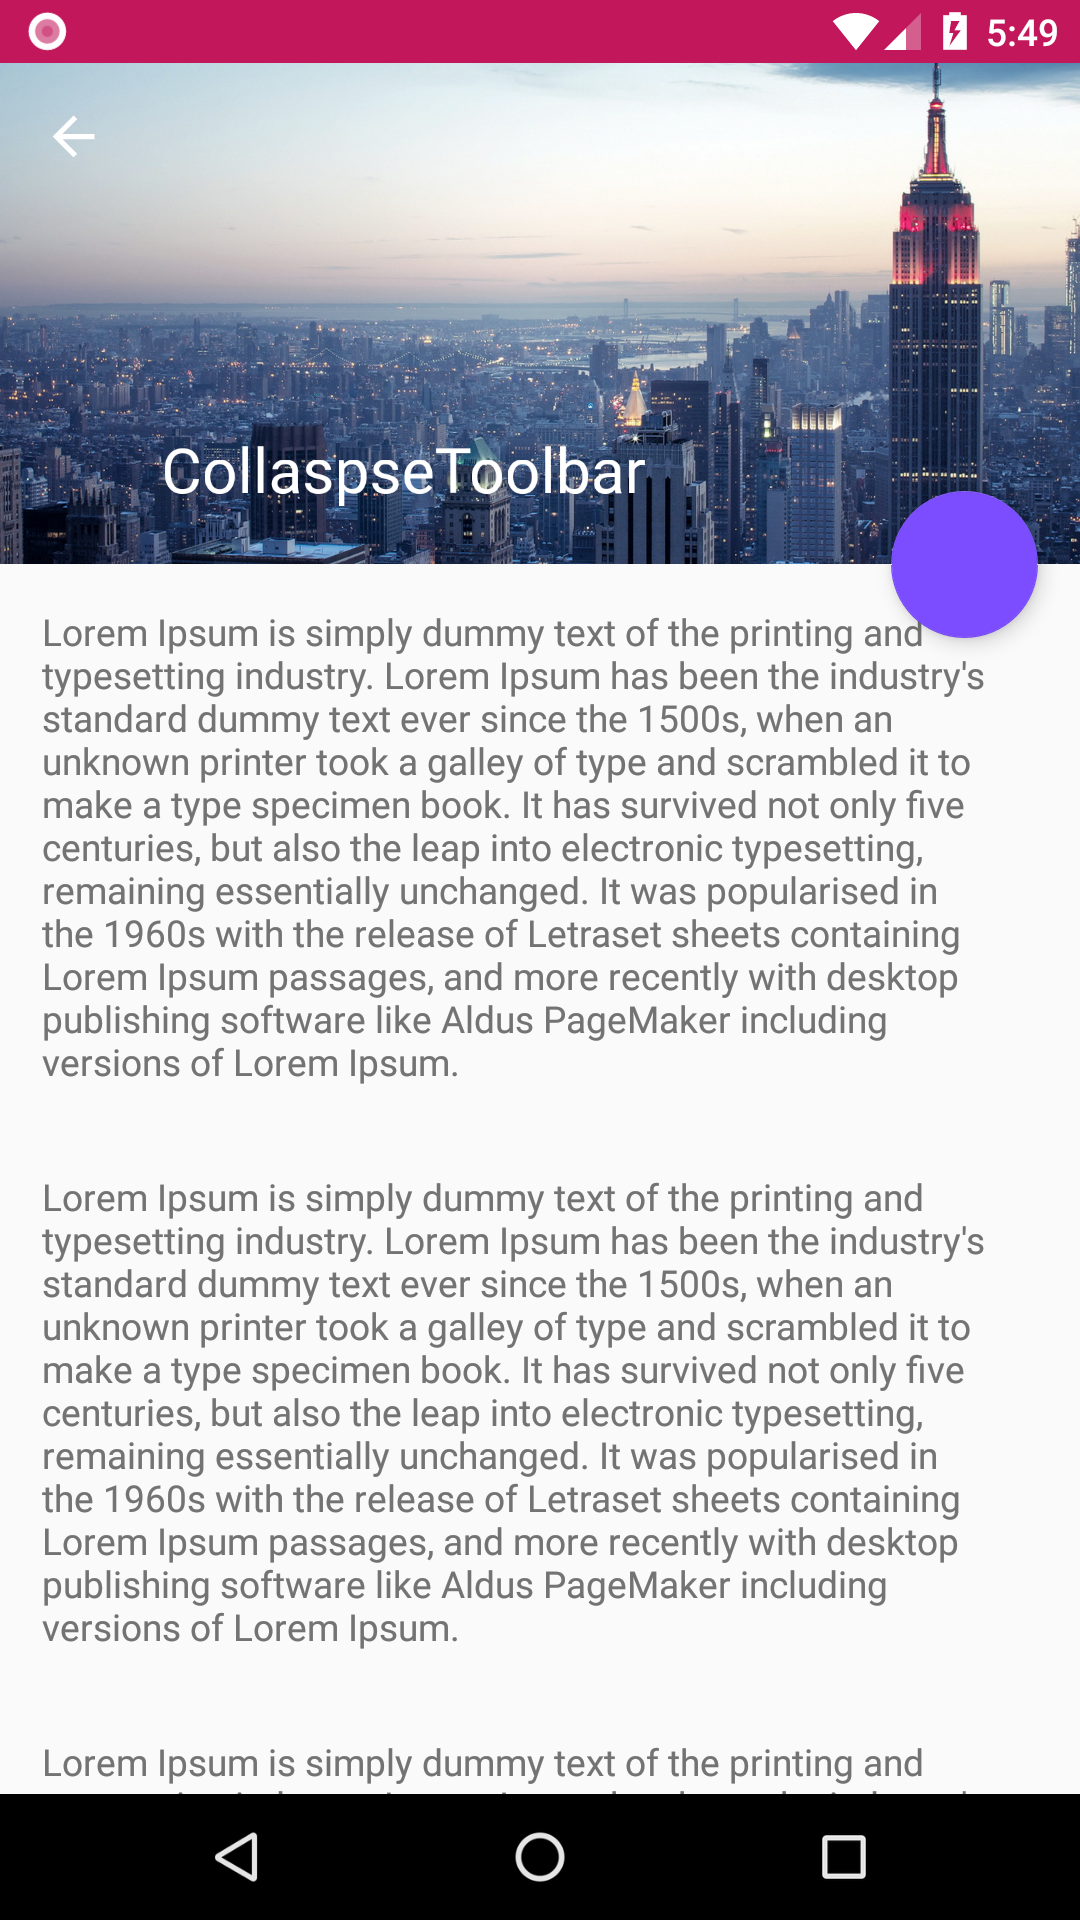 5:49
CollaspseToolbar
Lorem Ipsum is simply dummy text of the printing and
typesetting industry. Lorem Ipsum has been the industry's
standard dummy text ever since the 1500s, when an
unknown printer took a galley of type and scrambled it to
make a type specimen book. It has survived not only five
centuries, but also the leap into electronic typesetting,
remaining essentially unchanged. It was popularised in
the 1960s with the release of Letraset sheets containing
Lorem Ipsum passages, and more recently with desktop
publishing software like Aldus PageMaker including
versions of Lorem Ipsum.
Lorem Ipsum is simply dummy text of the printing and
typesetting industry. Lorem Ipsum has been the industry's
standard dummy text ever since the 1500s, when an
unknown printer took a galley of type and scrambled it to
make a type specimen book. It has survived not only five
centuries, but also the leap into electronic typesetting,
remaining essentially unchanged. It was popularised in
the 1960s with the release of Letraset sheets containing
Lorem Ipsum passages, and more recently with desktop
publishing software like Aldus PageMaker including
versions of Lorem Ipsum.
Lorem Ipsum is simply dummy text of the printing and